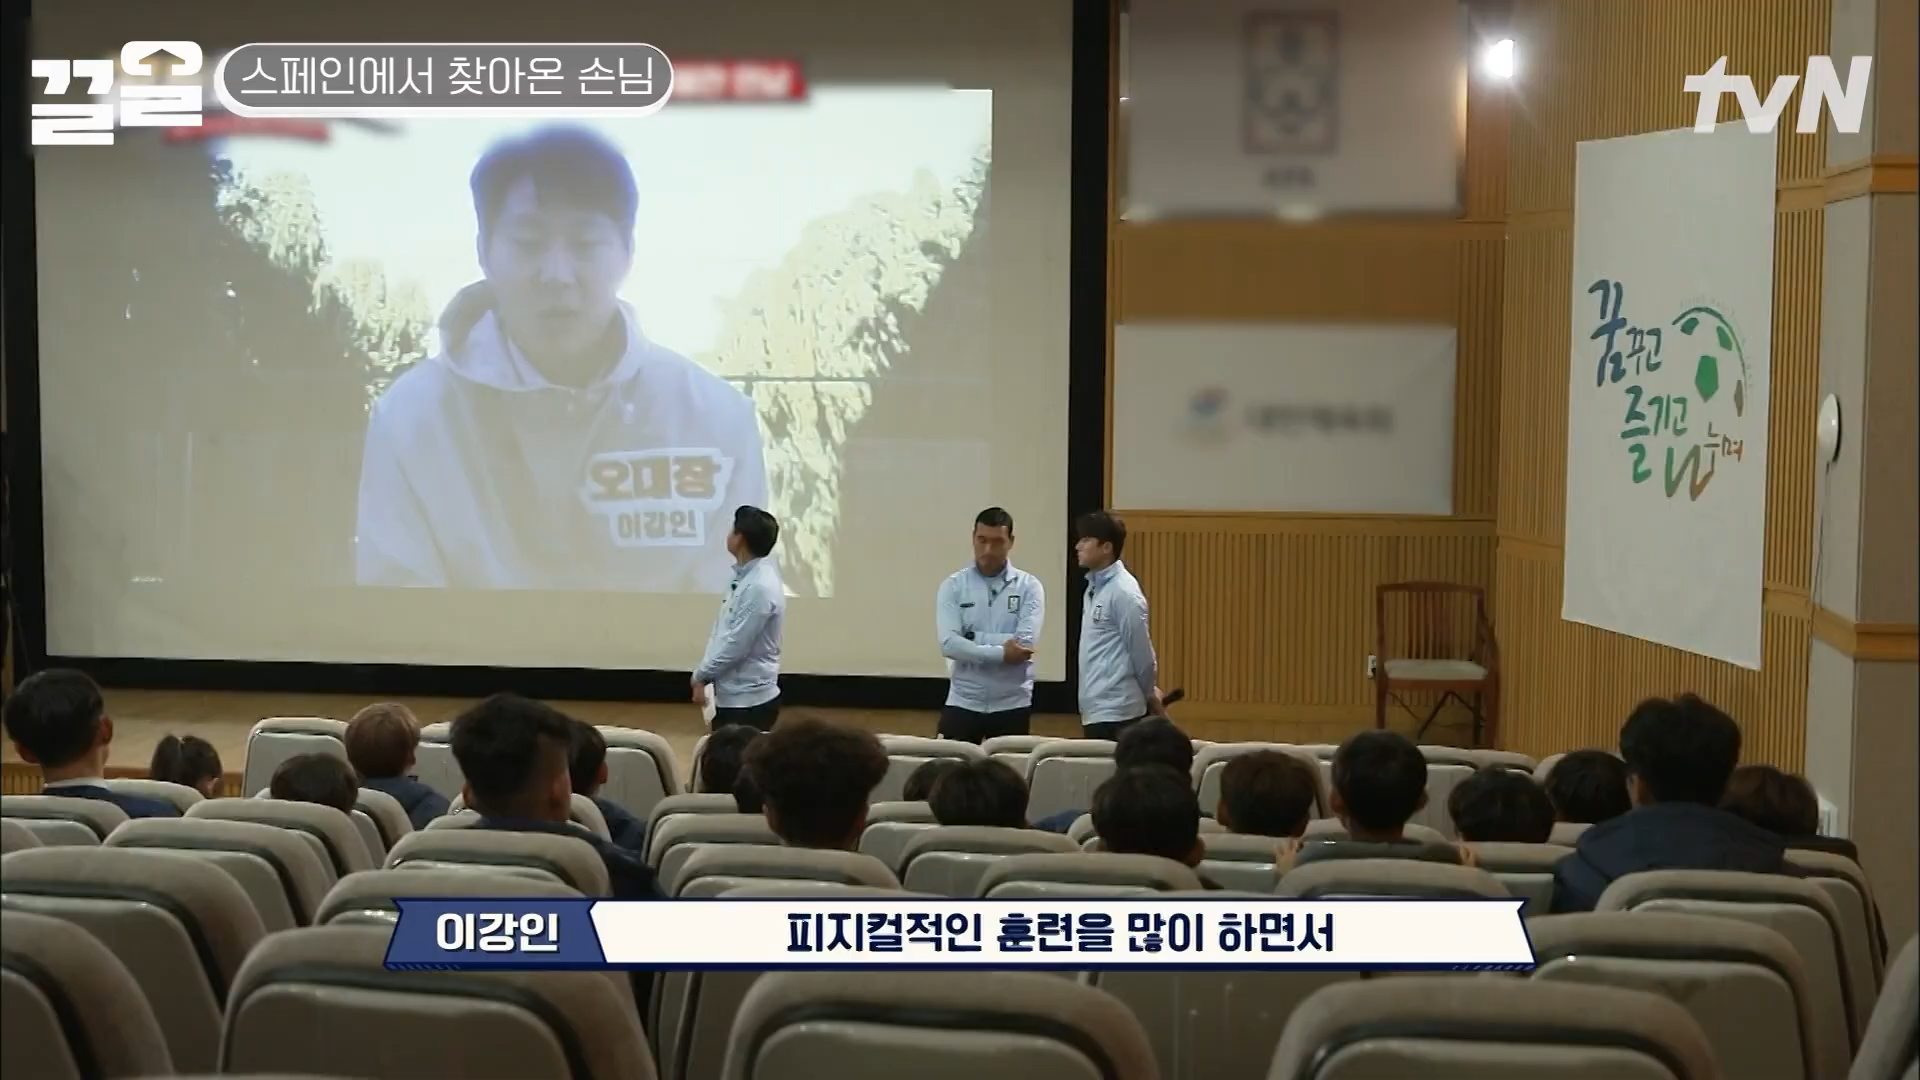 끌올
스페인에서 찾아온 손님
tvN
오대장
이강인
꿈꾸고
즐기고
나누며
이강인
피지컬적인 훈련을 많이 하면서